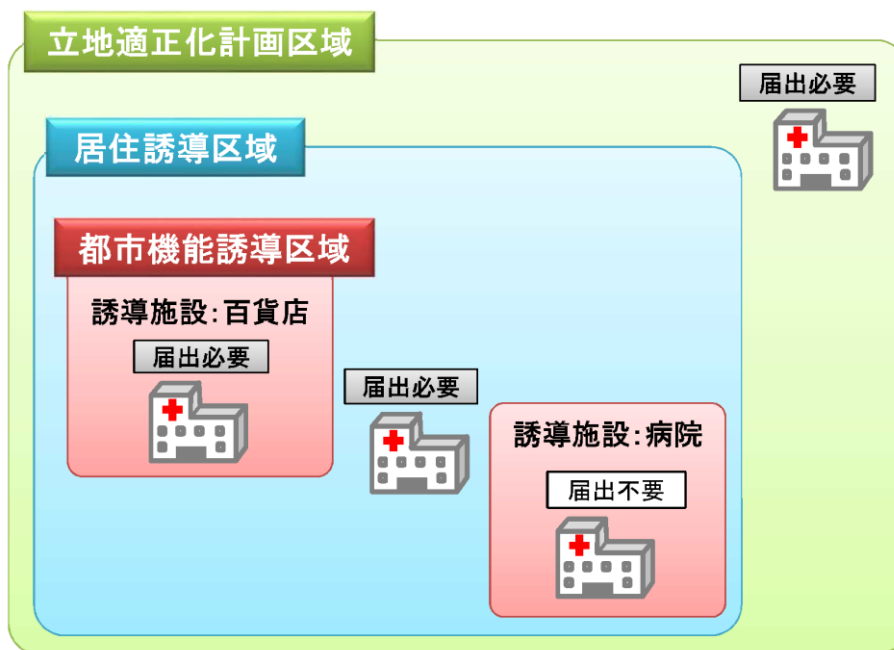 立地適正化計画区域
届出必要
居住誘導区域
都市機能誘導区域
誘導施設:百貨店
届出必要
届出必要
誘導施設:病院
届出不要